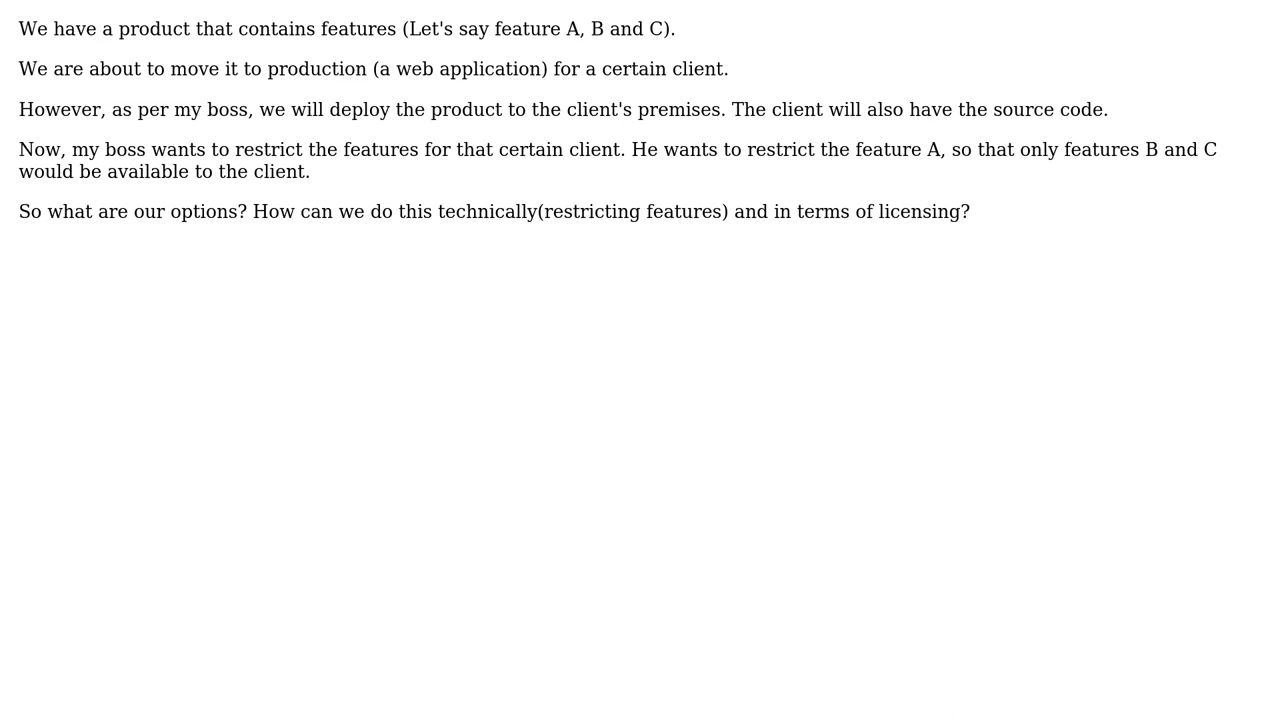 We have a product that contains features (Let's say feature A, B and C).
We are about to move it to production (a web application) for a certain client.
However, as per my boss, we will deploy the product to the client's premises. The client will also have the source code.
Now, my boss wants to restrict the features for that certain client. He wants to restrict the feature A, so that only features B and C
would be available to the client.
So what are our options? How can we do this technically(restricting features) and in terms of licensing?